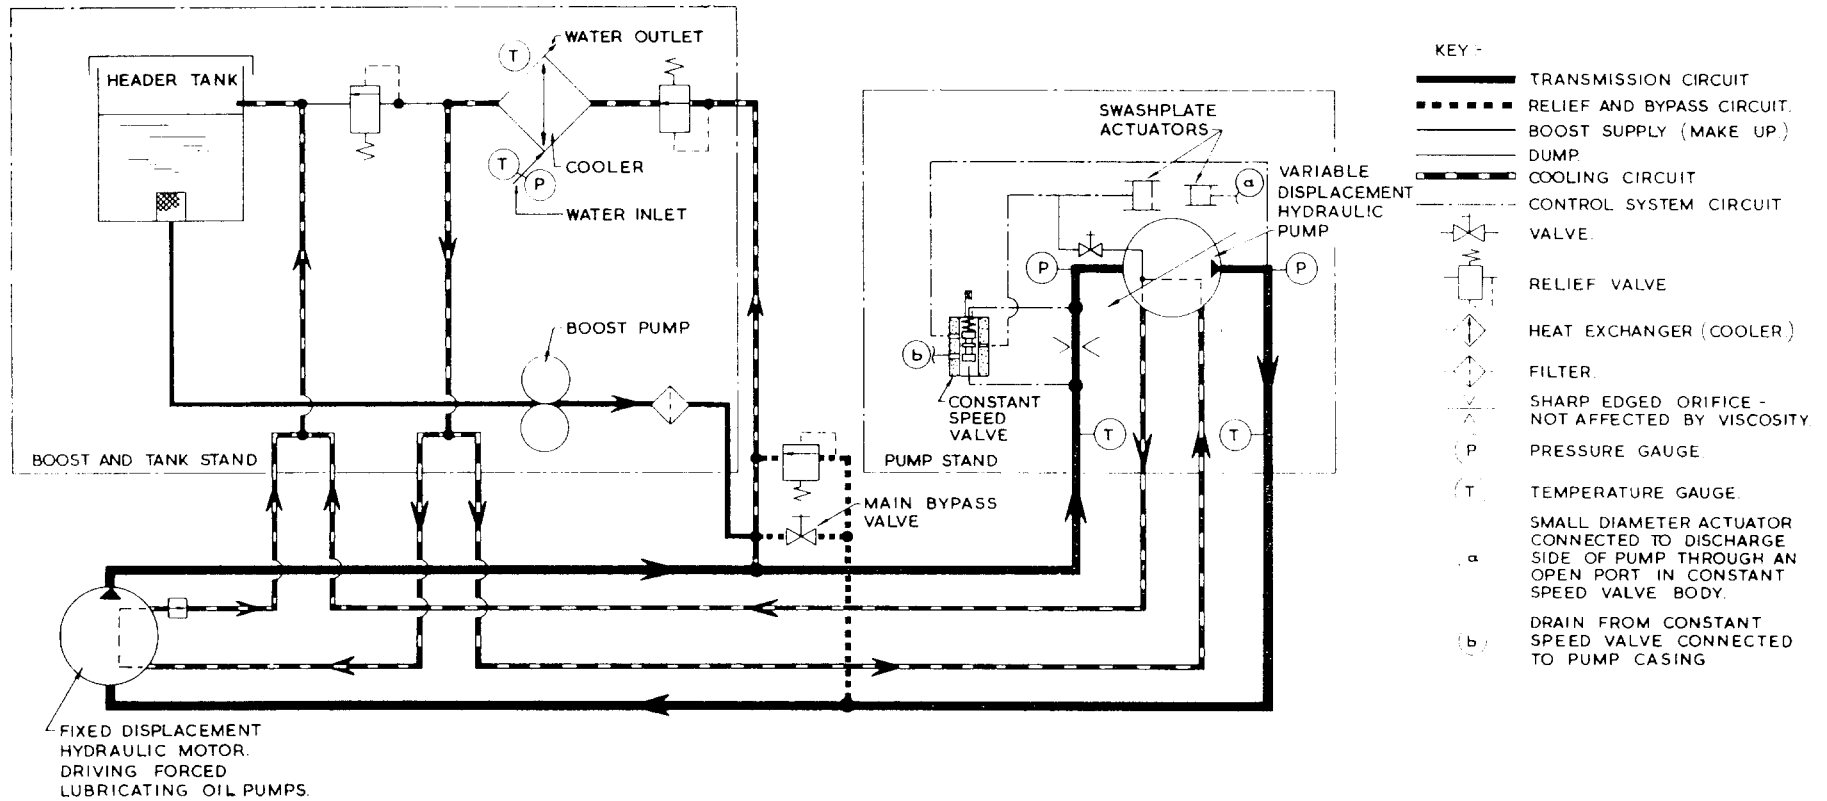 WATER OUTLET
T
HEADER TANK
COOLER
T
P
WATER INLET
BOOST PUMP
BOOST AND TANK STAND
MAIN BYPASS
VALVE
SWASHPLATE
ACTUATORS
a
VARIABLE
DISPLACEMENT
HYDRAULIC
PUMP
P
P
b
CONSTANT
SPEED
VALVE
T
T
PUMP STAND
FIXED DISPLACEMENT
HYDRAULIC MOTOR.
DRIVING FORCED
LUBRICATING OIL PUMPS.
KEY :-
TRANSMISSION CIRCUIT
RELIEF AND BYPASS CIRCUIT.
BOOST SUPPLY (MAKE UP.)
DUMP.
COOLING CIRCUIT
CONTROL SYSTEM CIRCUIT
VALVE.
RELIEF VALVE
HEAT EXCHANGER (COOLER)
FILTER.
SHARP EDGED ORIFICE -
NOT AFFECTED BY VISCOSITY.
P
PRESSURE GAUGE
T
TEMPERATURE GAUGE.
a
SMALL DIAMETER ACTUATOR
CONNECTED TO DISCHARGE
SIDE OF PUMP THROUGH AN
OPEN PORT IN CONSTANT
SPEED VALVE BODY.
b
DRAIN FROM CONSTANT
SPEED VALVE CONNECTED
TO PUMP CASING